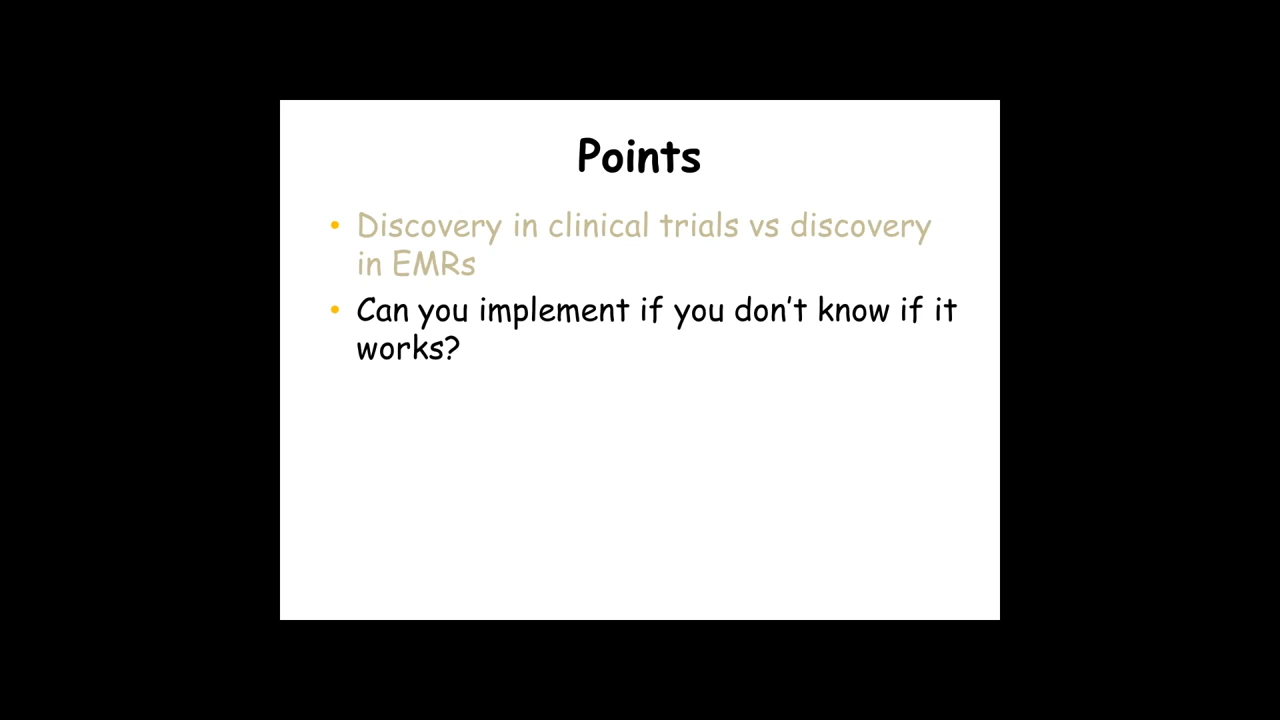 Points
• Discovery in clinical trials vs discovery
in EMRs
• Can you implement if you don’t know if it
works?